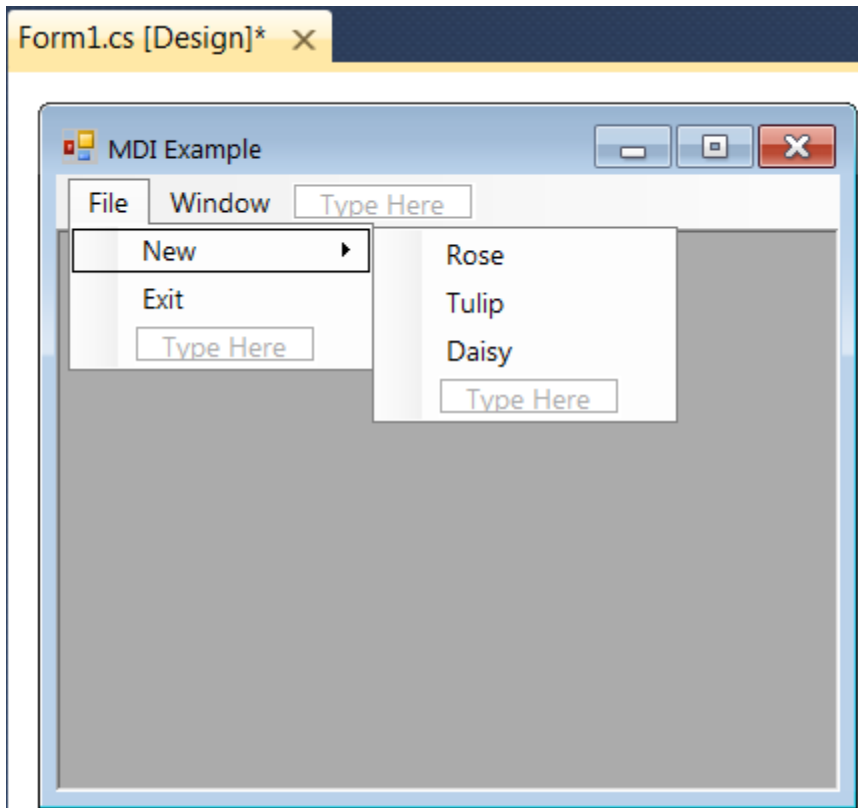 Form1.cs [Design]*
MDI Example
File Window Type Here
New Rose
Exit Tulip
Type Here Daisy
Type Here